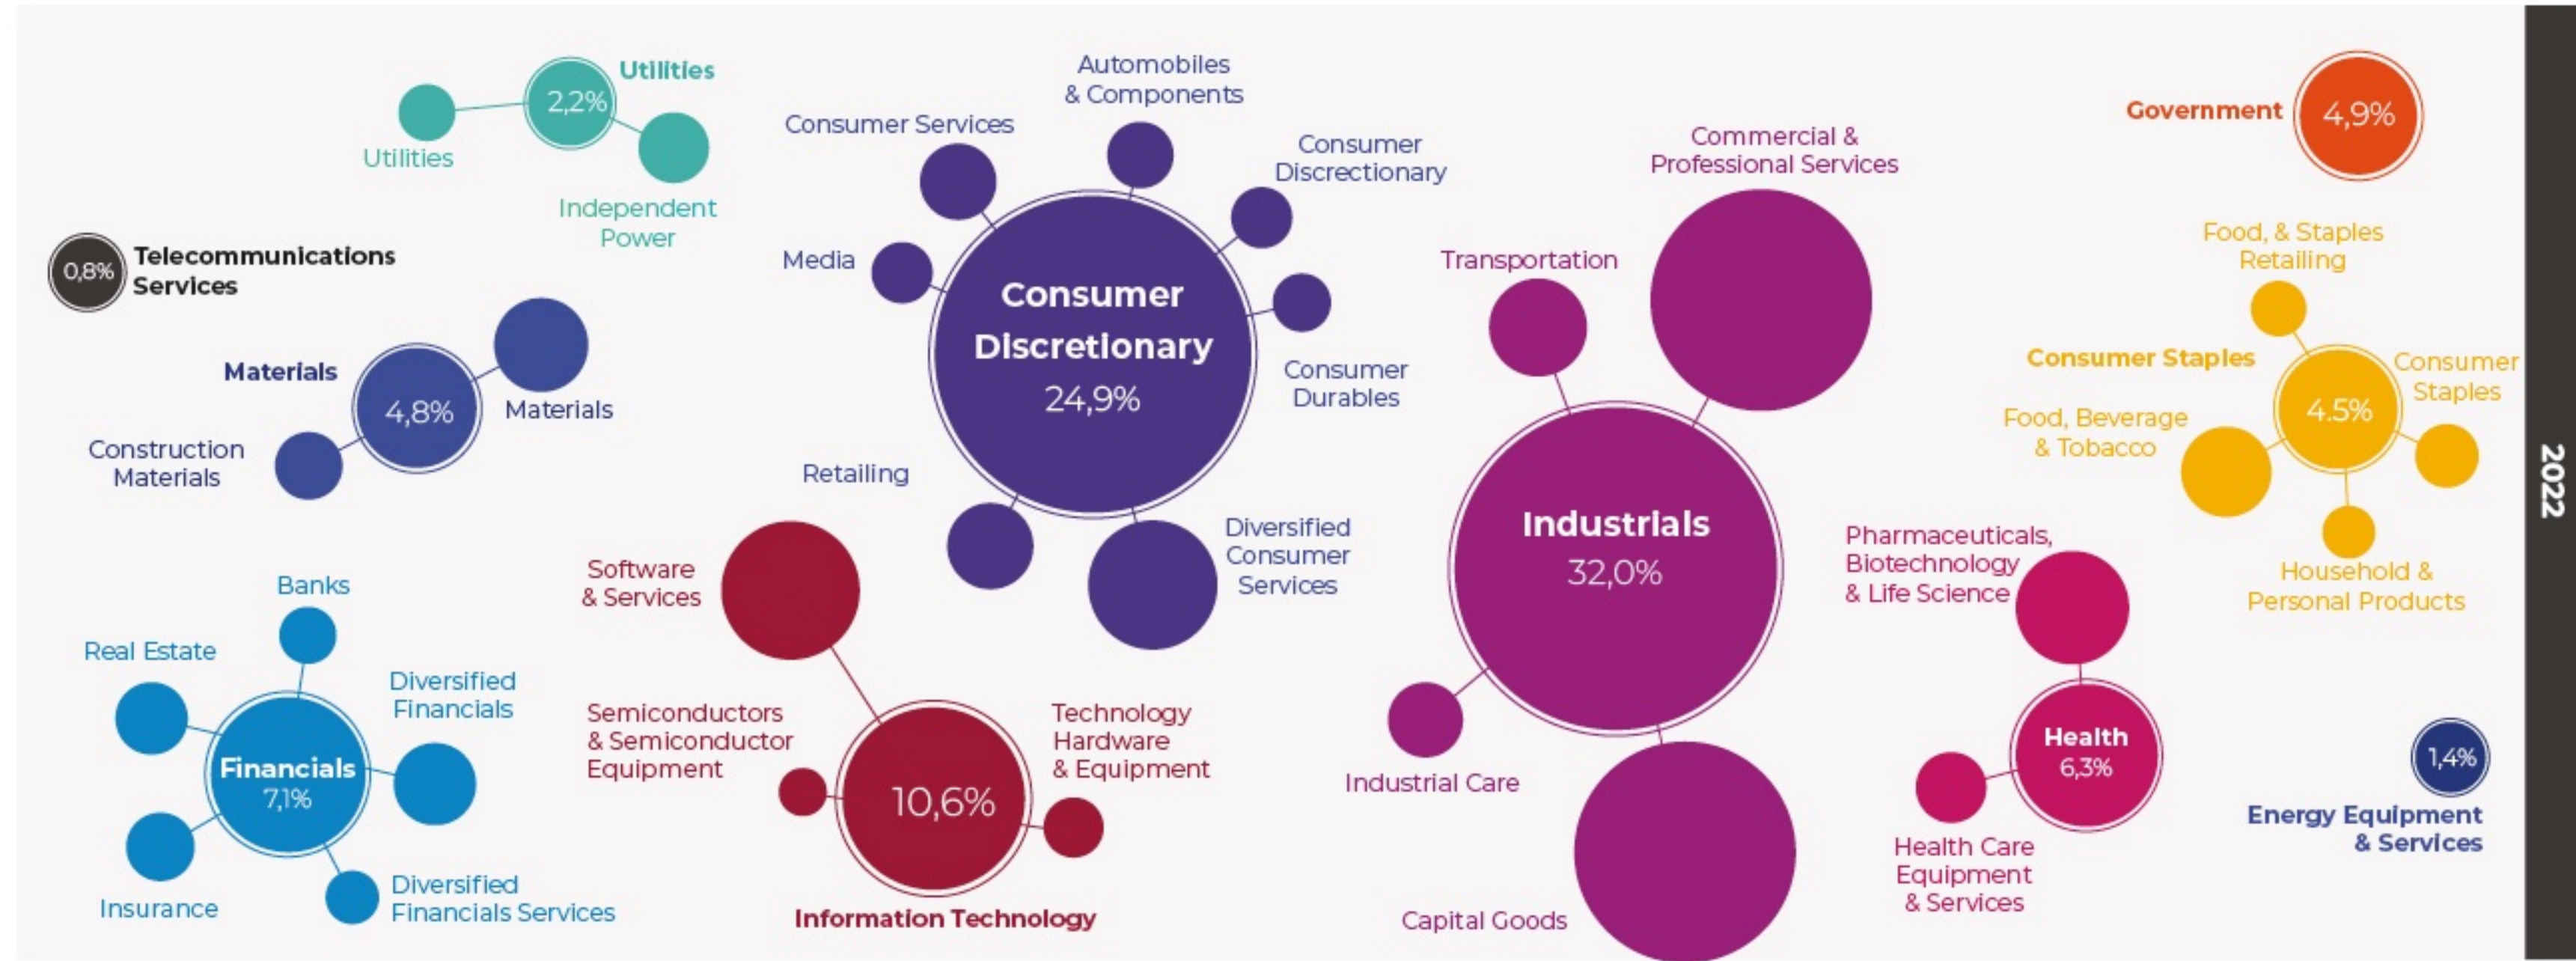 Utilities
2,2%
Utilities
Independent
Power
0,8%
Telecommunications
Services
Materials
4,8%
Materials
Construction
Materials
Automobiles
& Components
Consumer Services
Consumer
Discrectionary
Media
Consumer
Discretionary
24,9%
Consumer
Durables
Retailing
Diversified
Consumer
Services
Commercial &
Professional Services
Transportation
Industrials
32,0%
Industrial Care
Capital Goods
Government
4,9%
Food, & Staples
Retailing
Consumer Staples
Consumer
Staples
4.5%
Food, Beverage
& Tobacco
Household &
Personal Products
Pharmaceuticals,
Biotechnology
& Life Science
Health
6,3%
Health Care
Equipment
& Services
1,4%
Energy Equipment
& Services
Banks
Real Estate
Diversified
Financials
Financials
7,1%
Insurance
Diversified
Financials Services
Software
& Services
Semiconductors
& Semiconductor
Equipment
Technology
Hardware
& Equipment
10,6%
Information Technology
2022